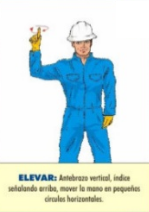 ELEVAR: Antebrazo vertical, índice
señalando arriba, mover la mano en pequeños
círculos horizontales.